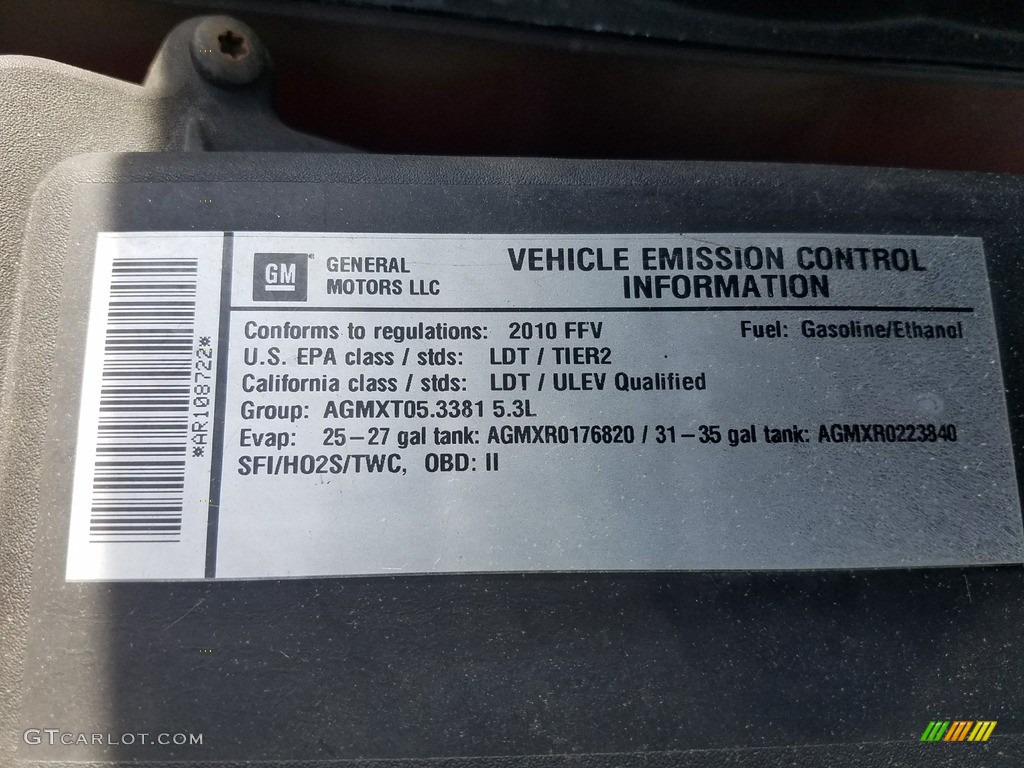 GM
GENERAL
MOTORS LLC
VEHICLE EMISSION CONTROL
INFORMATION
Conforms to regulations: 2010 FFV
Fuel: Gasoline/Ethanol
U.S. EPA class / stds: LDT / TIER2
California class / stds: LDT / ULEV Qualified
Group: AGMXT05.3381 5.3L
Evap: 25-27 gal tank: AGMXR0176820 / 31-35 gal tank: AGMXR0223840
SFI/HO2S/TWC, OBD: II
*AR108722*
GTCARLOT.COM